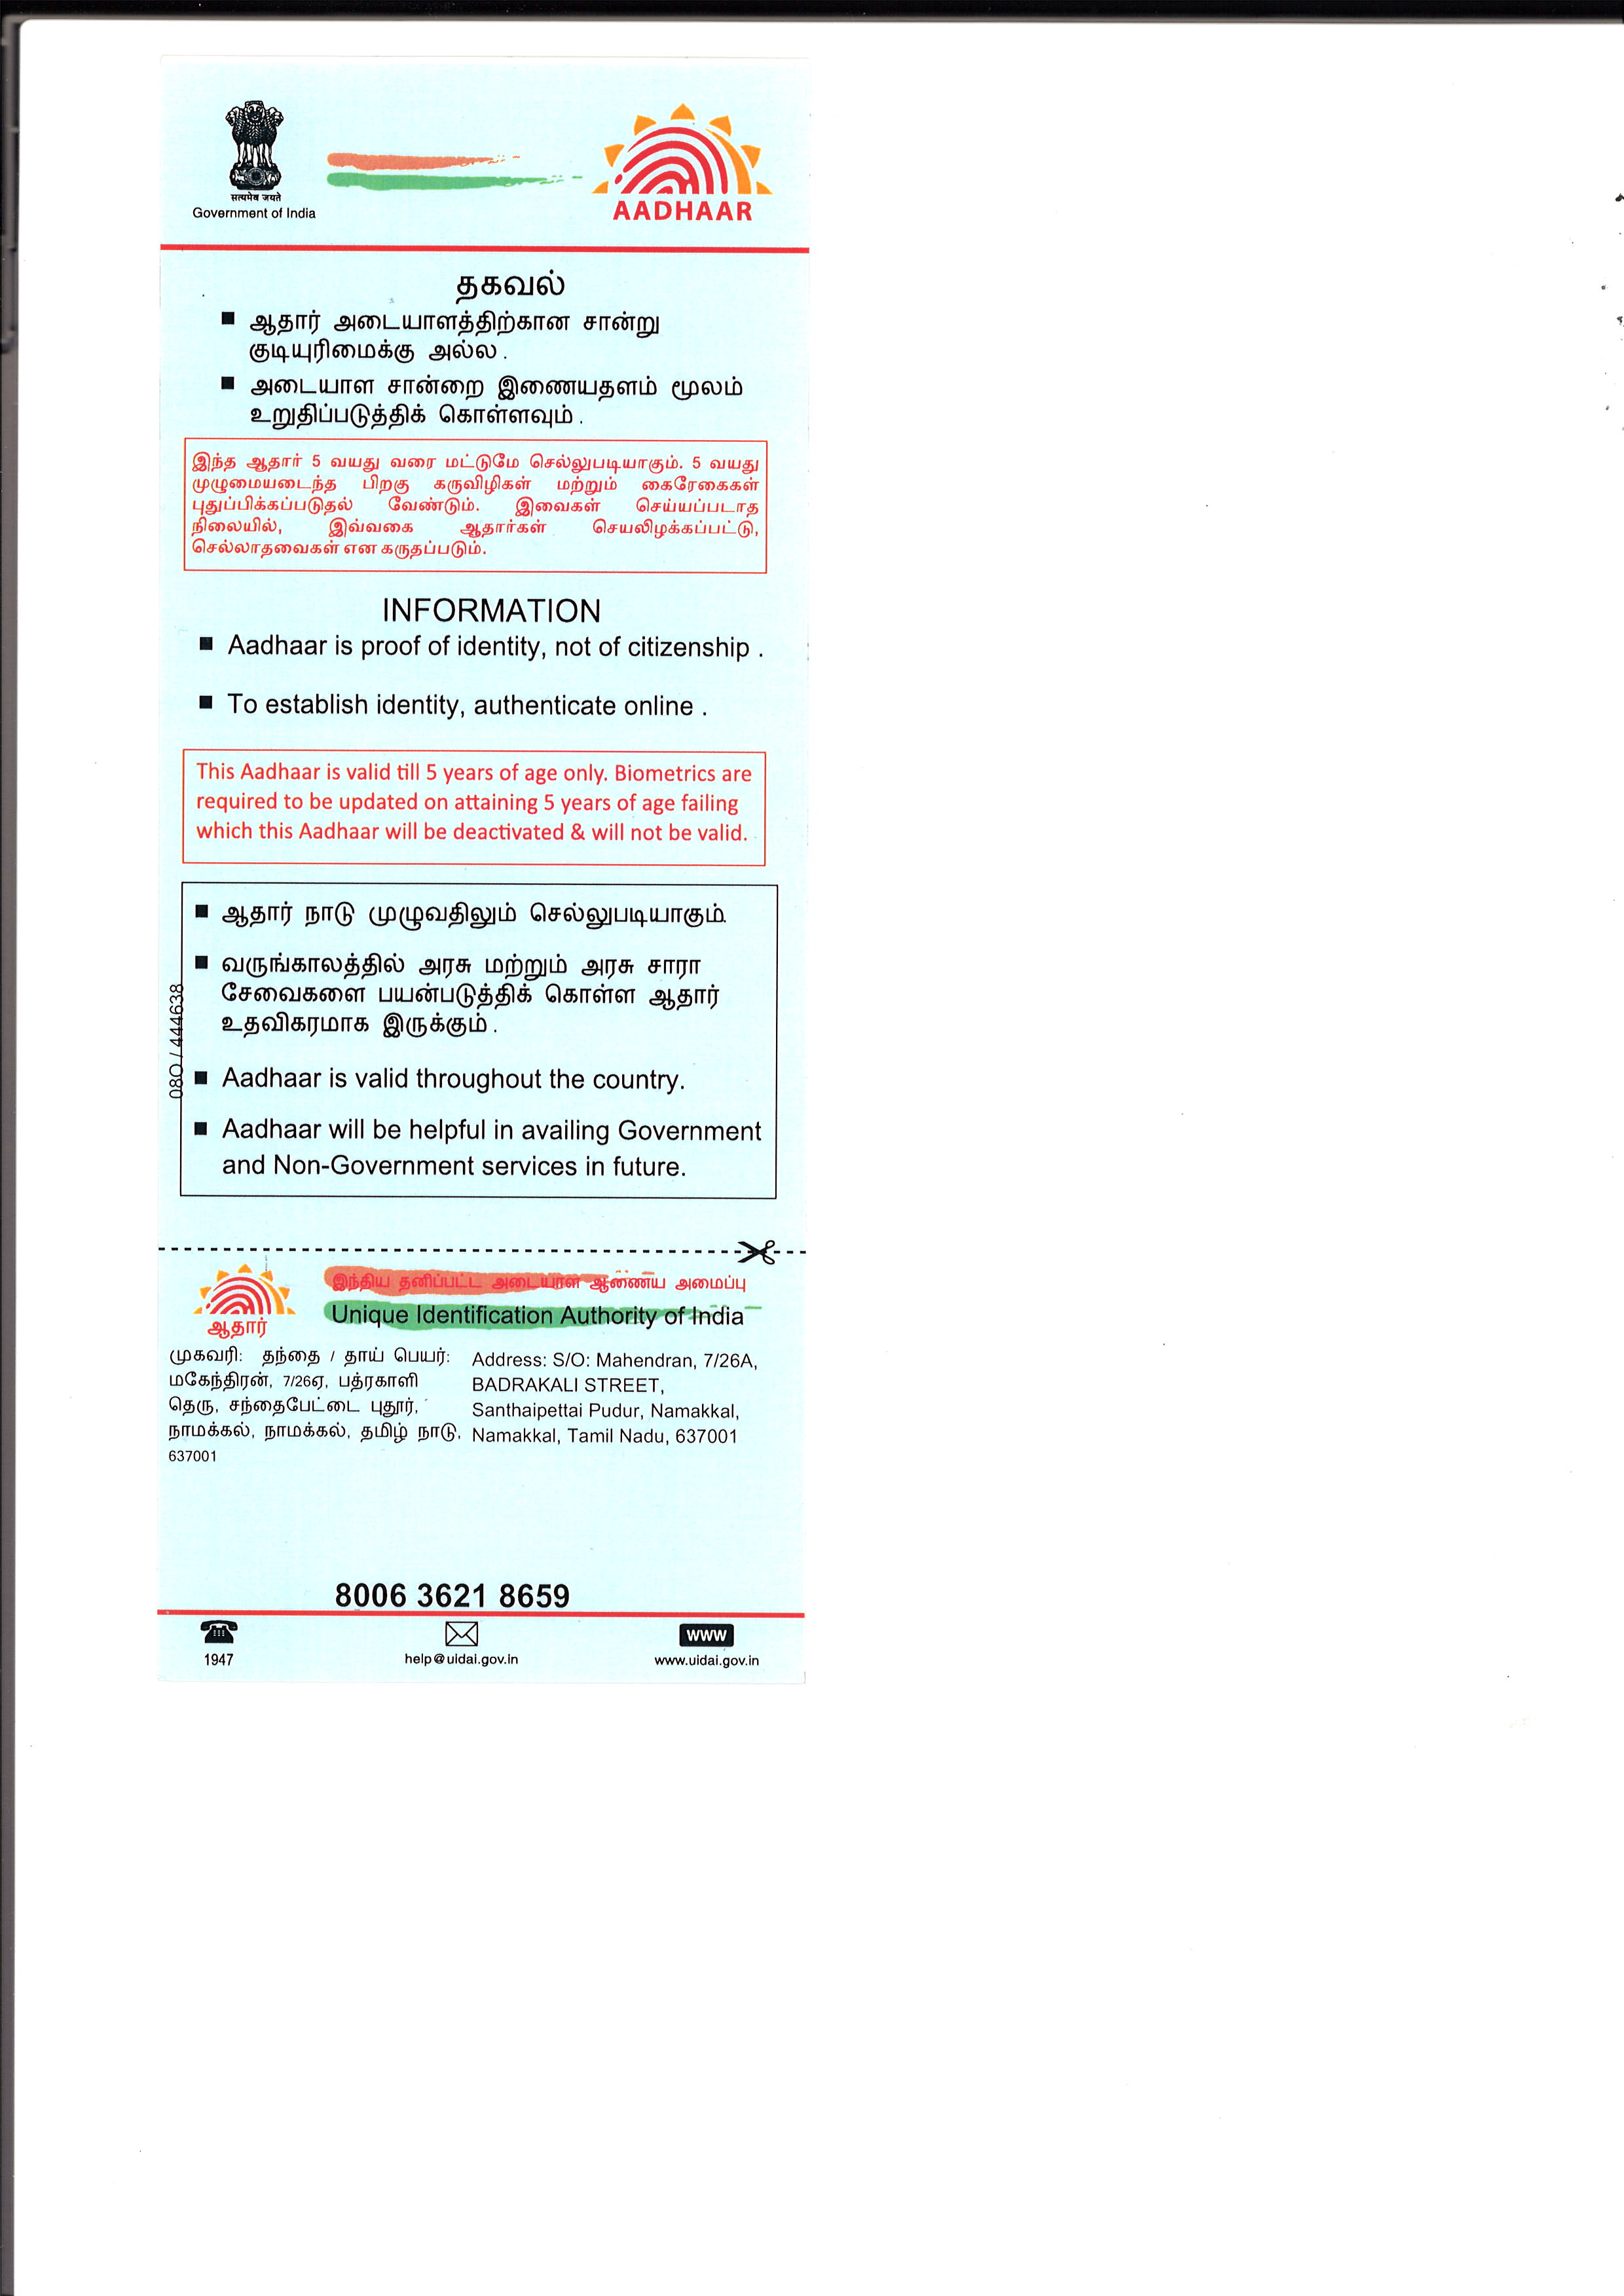 सत्यमेव जयते
Government of India
AADHAAR
தகவல்
■ ஆதார் அடையாளத்திற்கான சான்று
குடியுரிமைக்கு அல்ல .
■ அடையாள சான்றை இணையதளம் மூலம்
உறுதிப்படுத்திக் கொள்ளவும் .
இந்த ஆதார் 5 வயது வரை மட்டுமே செல்லுபடியாகும். 5 வயது
முழுமையடைந்த பிறகு கருவிழிகள் மற்றும் கைரேகைகள்
புதுப்பிக்கப்படுதல் வேண்டும். இவைகள் செய்யப்படாத
நிலையில், இவ்வகை ஆதார்கள் செயலிழக்கப்பட்டு,
செல்லாதவைகள் என கருதப்படும்.
INFORMATION
■ Aadhaar is proof of identity, not of citizenship .
■ To establish identity, authenticate online .
This Aadhaar is valid till 5 years of age only. Biometrics are
required to be updated on attaining 5 years of age failing
which this Aadhaar will be deactivated & will not be valid.
■ ஆதார் நாடு முழுவதிலும் செல்லுபடியாகும்.
■ வருங்காலத்தில் அரசு மற்றும் அரசு சாரா
சேவைகளை பயன்படுத்திக் கொள்ள ஆதார்
உதவிகரமாக இருக்கும் .
■ Aadhaar is valid throughout the country.
■ Aadhaar will be helpful in availing Government
and Non-Government services in future.
08O / 444638
ஆதார்
இந்திய தனிப்பட்ட அடையாள ஆணைய அமைப்பு
Unique Identification Authority of India
முகவரி: தந்தை / தாய் பெயர்:
மகேந்திரன், 7/26ஏ, பத்ரகாளி
தெரு, சந்தைபேட்டை புதூர்,
நாமக்கல், நாமக்கல், தமிழ் நாடு,
637001
Address: S/O: Mahendran, 7/26A,
BADRAKALI STREET,
Santhaipettai Pudur, Namakkal,
Namakkal, Tamil Nadu, 637001
8006 3621 8659
1947
help@uidai.gov.in
www
www.uidai.gov.in